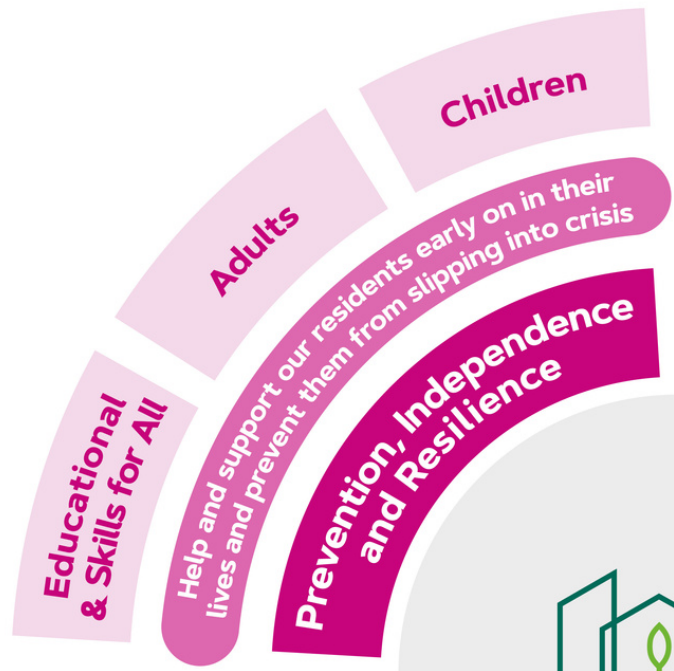 Children
Adults
Educational
& Skills for All
Help and support our residents early on in their
lives and prevent them from slipping into crisis
Prevention, Independence
and Resilience